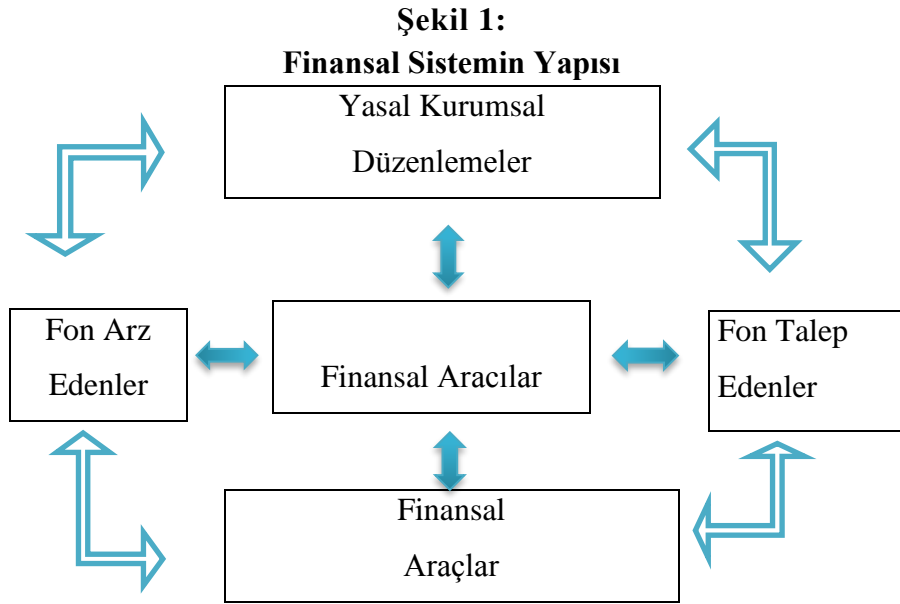 Şekil 1:
Finansal Sistemin Yapısı
Yasal Kurumsal
Düzenlemeler
Fon Arz
Edenler
Finansal Aracılar
Fon Talep
Edenler
Finansal
Araçlar